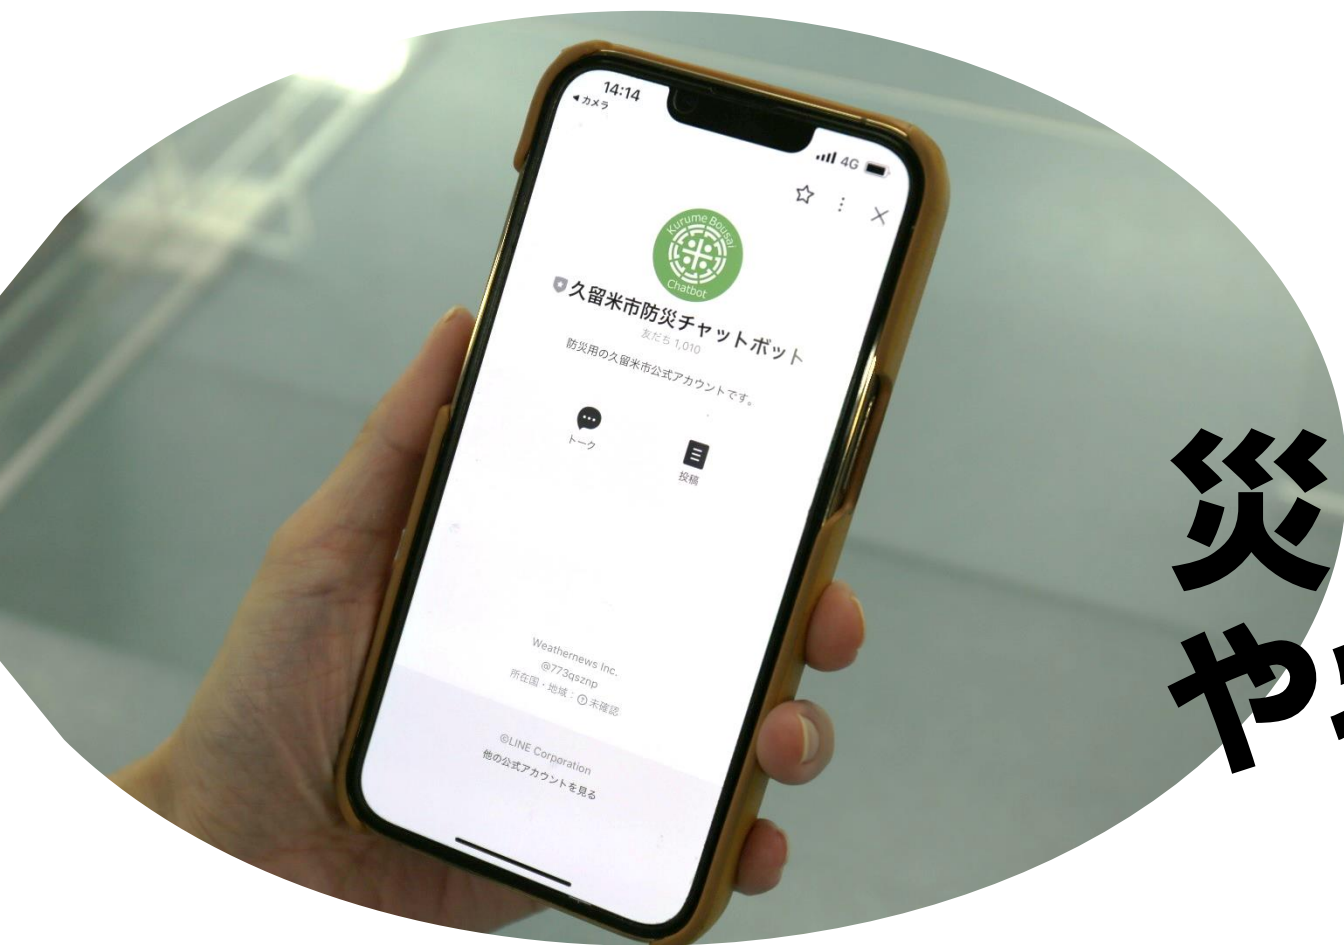 14:14
◀ カメラ
4G
Kurume Bousai
Chatbot
久留米市防災チャットボット
友だち 1,010
防災用の久留米市公式アカウントです。
トーク
投稿
Weathernews Inc.
@773qsznp
所在国・地域：? 未確認
©LINE Corporation
他の公式アカウントを見る
災
や